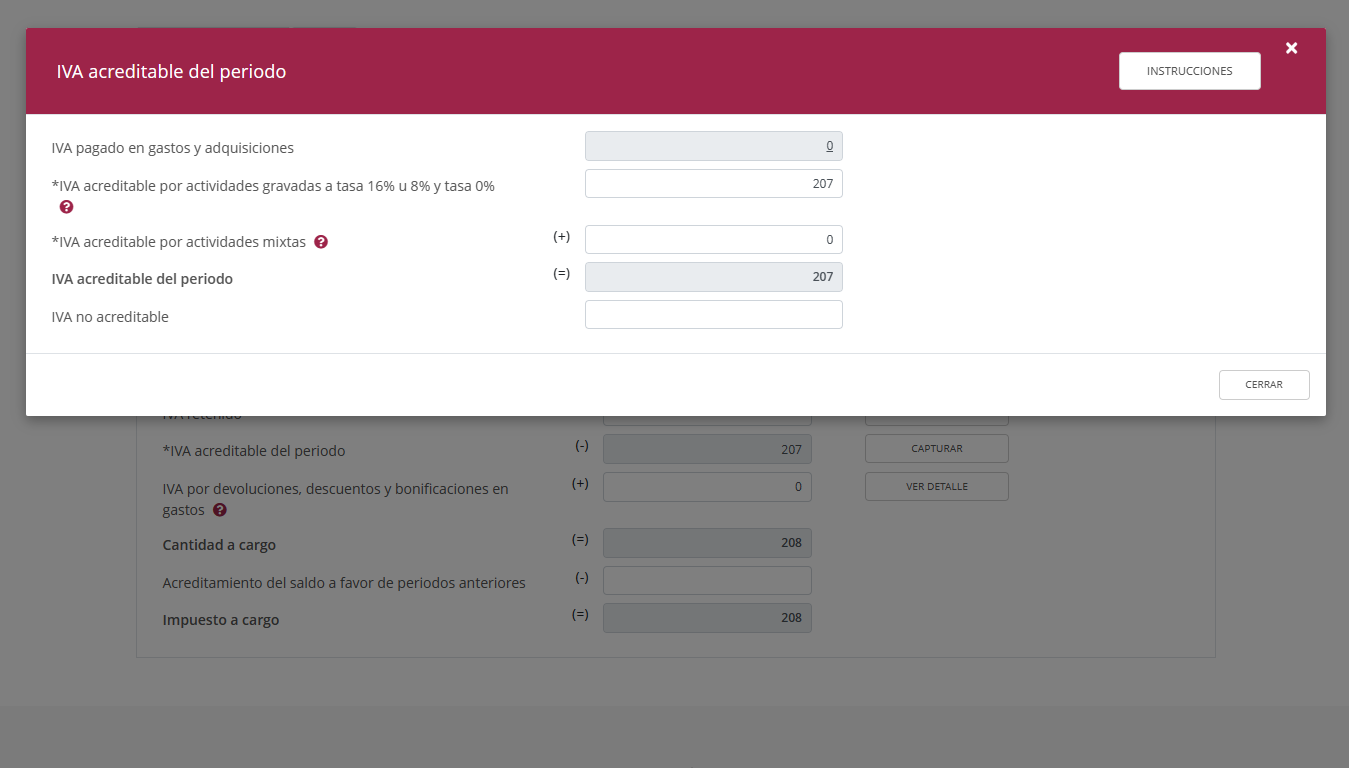 IVA acreditable del periodo
INSTRUCCIONES
IVA pagado en gastos y adquisiciones 0
*IVA acreditable por actividades gravadas a tasa 16% u 8% y tasa 0% 207
*IVA acreditable por actividades mixtas (+) 0
IVA acreditable del periodo (=) 207
IVA no acreditable
CERRAR
IVA retenido
*IVA acreditable del periodo (-) 207 CAPTURAR
IVA por devoluciones, descuentos y bonificaciones en (+) 0 VER DETALLE
gastos
Cantidad a cargo (=) 208
Acreditamiento del saldo a favor de periodos anteriores (-)
Impuesto a cargo (=) 208